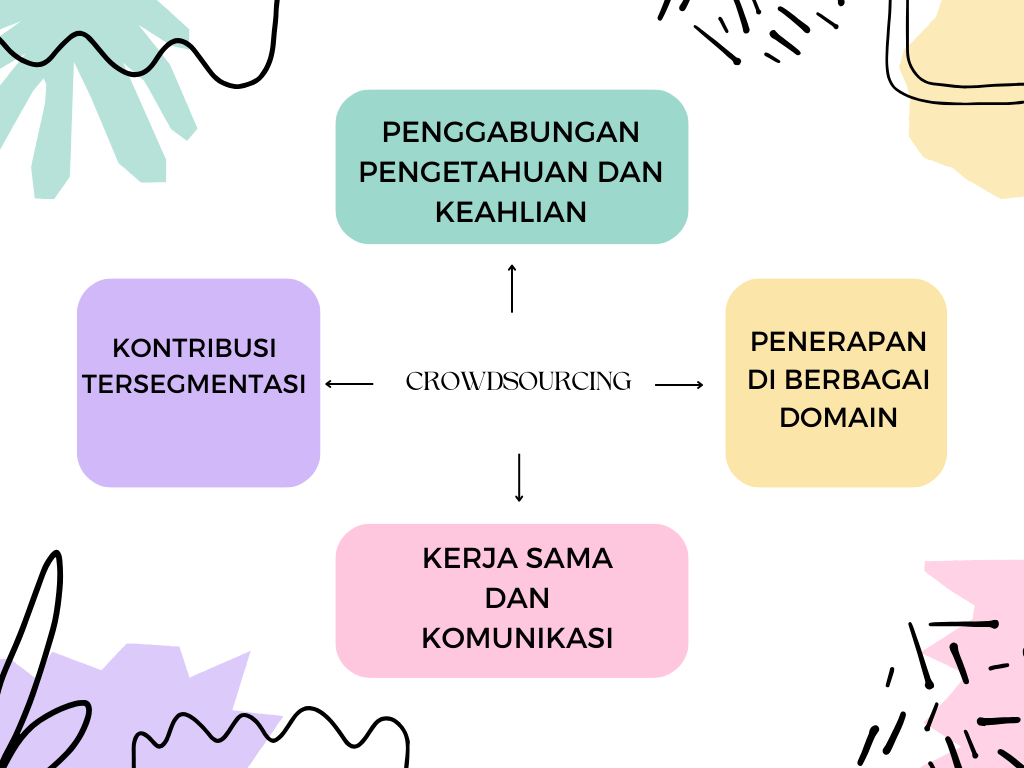 PENGGABUNGAN
PENGETAHUAN DAN
KEAHLIAN
KONTRIBUSI
TERSEGMENTASI
CROWDSOURCING
PENERAPAN
DI BERBAGAI
DOMAIN
KERJA SAMA
DAN
KOMUNIKASI